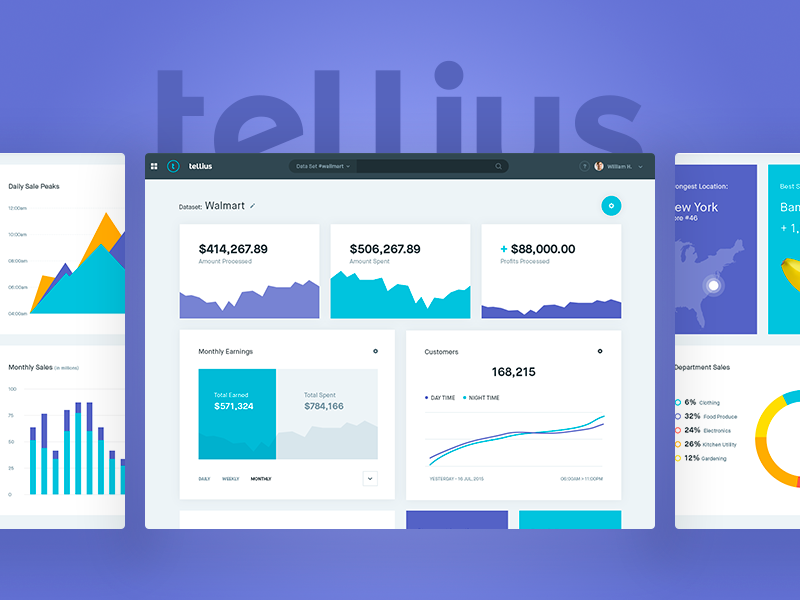 tellius
Daily Sale Peaks
12:00am
10:00am
08:00am
06:00am
04:00am
Monthly Sales (in millions)
100
75
50
25
0
t
tellius
Data Set #wallmart
?
William H.
Dataset: Walmart
$414,267.89
Amount Processed
$506,267.89
Amount Spent
+ $88,000.00
Profits Processed
Monthly Earnings
Total Earned
$571,324
Total Spent
$784,166
DAILY WEEKLY MONTHLY
Customers
168,215
DAY TIME NIGHT TIME
YESTERDAY - 16 JUL, 2015
06:00AM > 11:00PM
rongest Location:
ew York
ore #46
Best S
Ban
+ 1,
Department Sales
6% Clothing
32% Food Produce
24% Electronics
26% Kitchen Utility
12% Gardening